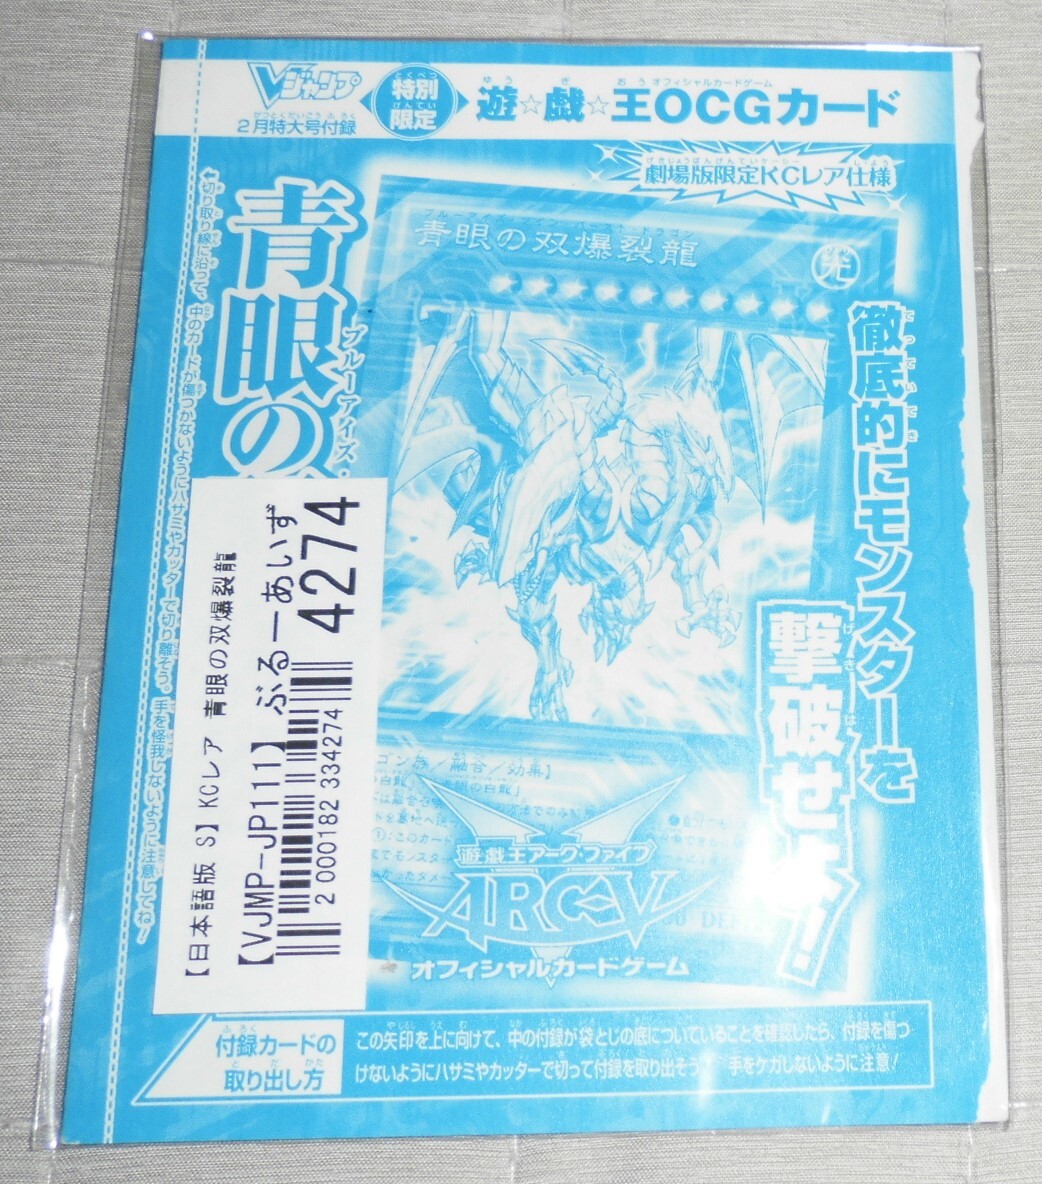 Vジャンプ
2月特大号付録
特別
限定
遊☆戯☆王OCGカード
劇場版限定KCレア仕様
青眼の双爆裂龍
光
青眼の
ブルーアイズ・
切り取り線に沿って、中のカードが傷つかないようにハサミやカッターで切り離そう。手を怪我しないように注意してね!
徹底的にモンスターを
撃破せよ!
【日本語版 S】KCレア 青眼の双爆裂龍
【VJMP-JP111】ぶるーあいず
4274
2 000182 334274
ゴン族/融合/効果】
遊戯王アーク・ファイブ
ARC-V
オフィシャルカードゲーム
付録カードの
取り出し方
この矢印を上に向けて、中の付録が袋とじの底についていることを確認したら、付録を傷つ
けないようにハサミやカッターで切って付録を取り出そう 手をケガしないように注意!